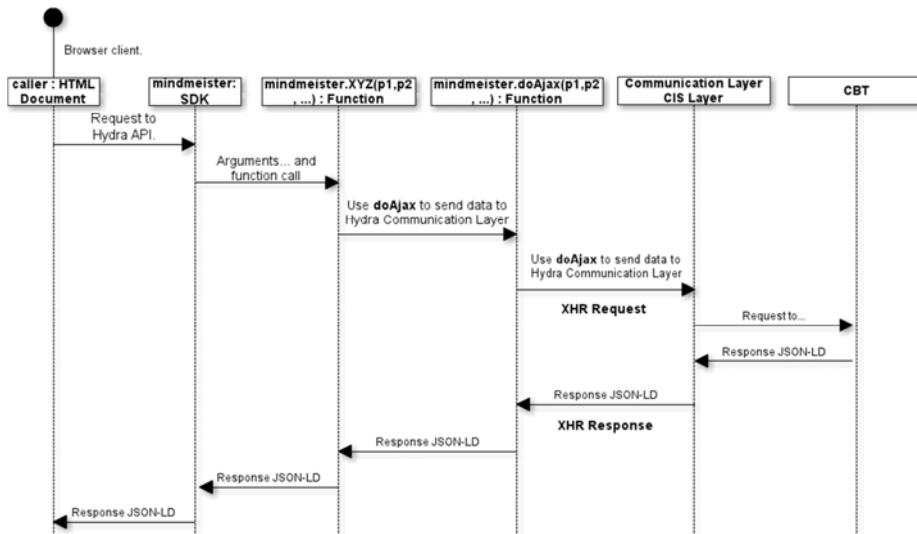 Browser client.
caller : HTML
Document
mindmeister:
SDK
mindmeister.XYZ(p1,p2
, ...) : Function
mindmeister.doAjax(p1,p2
, ...) : Function
Communication Layer
CIS Layer
CBT
Request to
Hydra API.
Arguments... and
function call
Use doAjax to send data to
Hydra Communication Layer
Use doAjax to send data to
Hydra Communication Layer
XHR Request
Request to...
Response JSON-LD
Response JSON-LD
XHR Response
Response JSON-LD
Response JSON-LD
Response JSON-LD